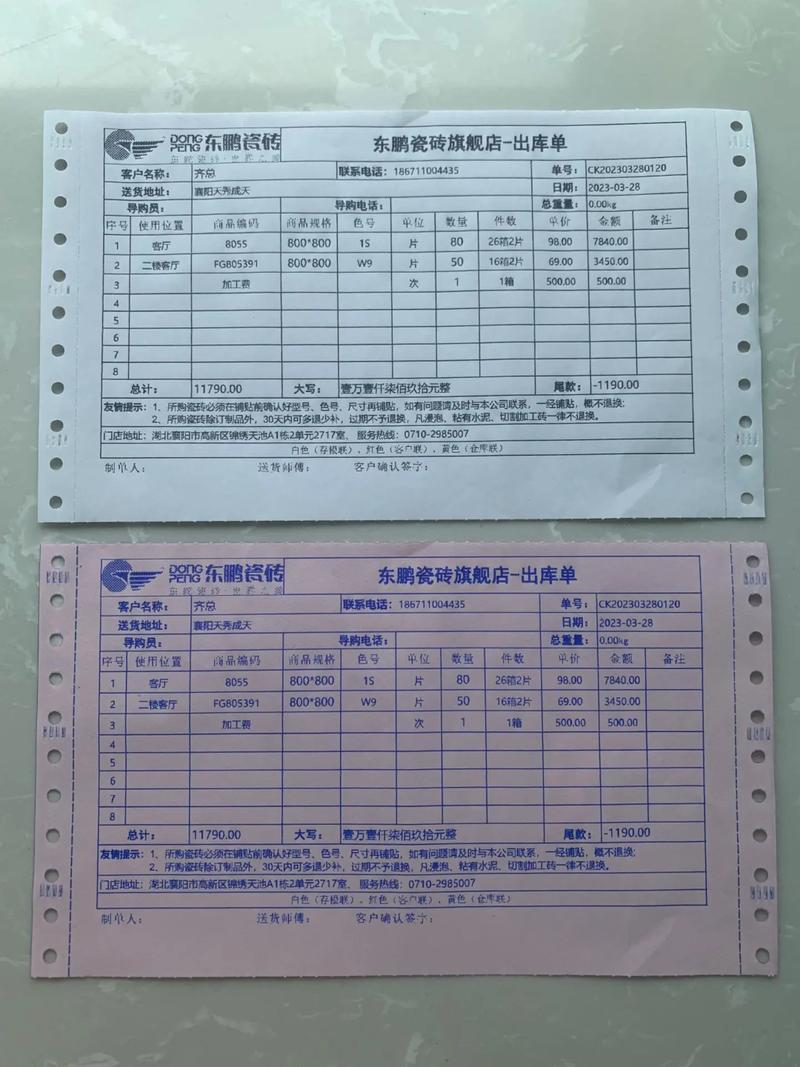 DONG PENG 东鹏瓷砖 东鹏瓷砖旗舰店-出库单
东鹏瓷砖·世界之美
客户名称： 齐总 联系电话：186711004435 单号： CK202303280120
送货地址： 襄阳天秀成天 日期： 2023-03-28
导购员： 导购电话： 总重量： 0.00kg
序号 使用位置 商品编码 商品规格 色号 单位 数量 件数 单价 金额 备注
1 客厅 8055 800*800 1S 片 80 26箱2片 98.00 7840.00
2 二楼客厅 FG805391 800*800 W9 片 50 16箱2片 69.00 3450.00
3 加工费 次 1 1箱 500.00 500.00
4
5
6
7
8
总计： 11790.00 大写： 壹万壹仟柒佰玖拾元整 尾款： -1190.00
友情提示：1、所购瓷砖必须在铺贴前确认好型号、色号、尺寸再铺贴，如有问题请及时与本公司联系，一经铺贴，概不退换；
2、所购瓷砖除订制品外，30天内可多退少补，过期不予退换，凡浸泡、粘有水泥、切割加工砖一律不退换。
门店地址：湖北襄阳市高新区锦绣天池A1栋2单元2717室、 服务热线：0710-2985007
白色（存根联）、红色（客户联）、黄色（仓库联）
制单人： 送货师傅： 客户确认签字：
DONG PENG 东鹏瓷砖 东鹏瓷砖旗舰店-出库单
东鹏瓷砖·世界之美
客户名称： 齐总 联系电话：186711004435 单号： CK202303280120
送货地址： 襄阳天秀成天 日期： 2023-03-28
导购员： 导购电话： 总重量： 0.00kg
序号 使用位置 商品编码 商品规格 色号 单位 数量 件数 单价 金额 备注
1 客厅 8055 800*800 1S 片 80 26箱2片 98.00 7840.00
2 二楼客厅 FG805391 800*800 W9 片 50 16箱2片 69.00 3450.00
3 加工费 次 1 1箱 500.00 500.00
4
5
6
7
8
总计： 11790.00 大写： 壹万壹仟柒佰玖拾元整 尾款： -1190.00
友情提示：1、所购瓷砖必须在铺贴前确认好型号、色号、尺寸再铺贴，如有问题请及时与本公司联系，一经铺贴，概不退换；
2、所购瓷砖除订制品外，30天内可多退少补，过期不予退换，凡浸泡、粘有水泥、切割加工砖一律不退换。
门店地址：湖北襄阳市高新区锦绣天池A1栋2单元2717室、 服务热线：0710-2985007
白色（存根联）、红色（客户联）、黄色（仓库联）
制单人： 送货师傅： 客户确认签字：